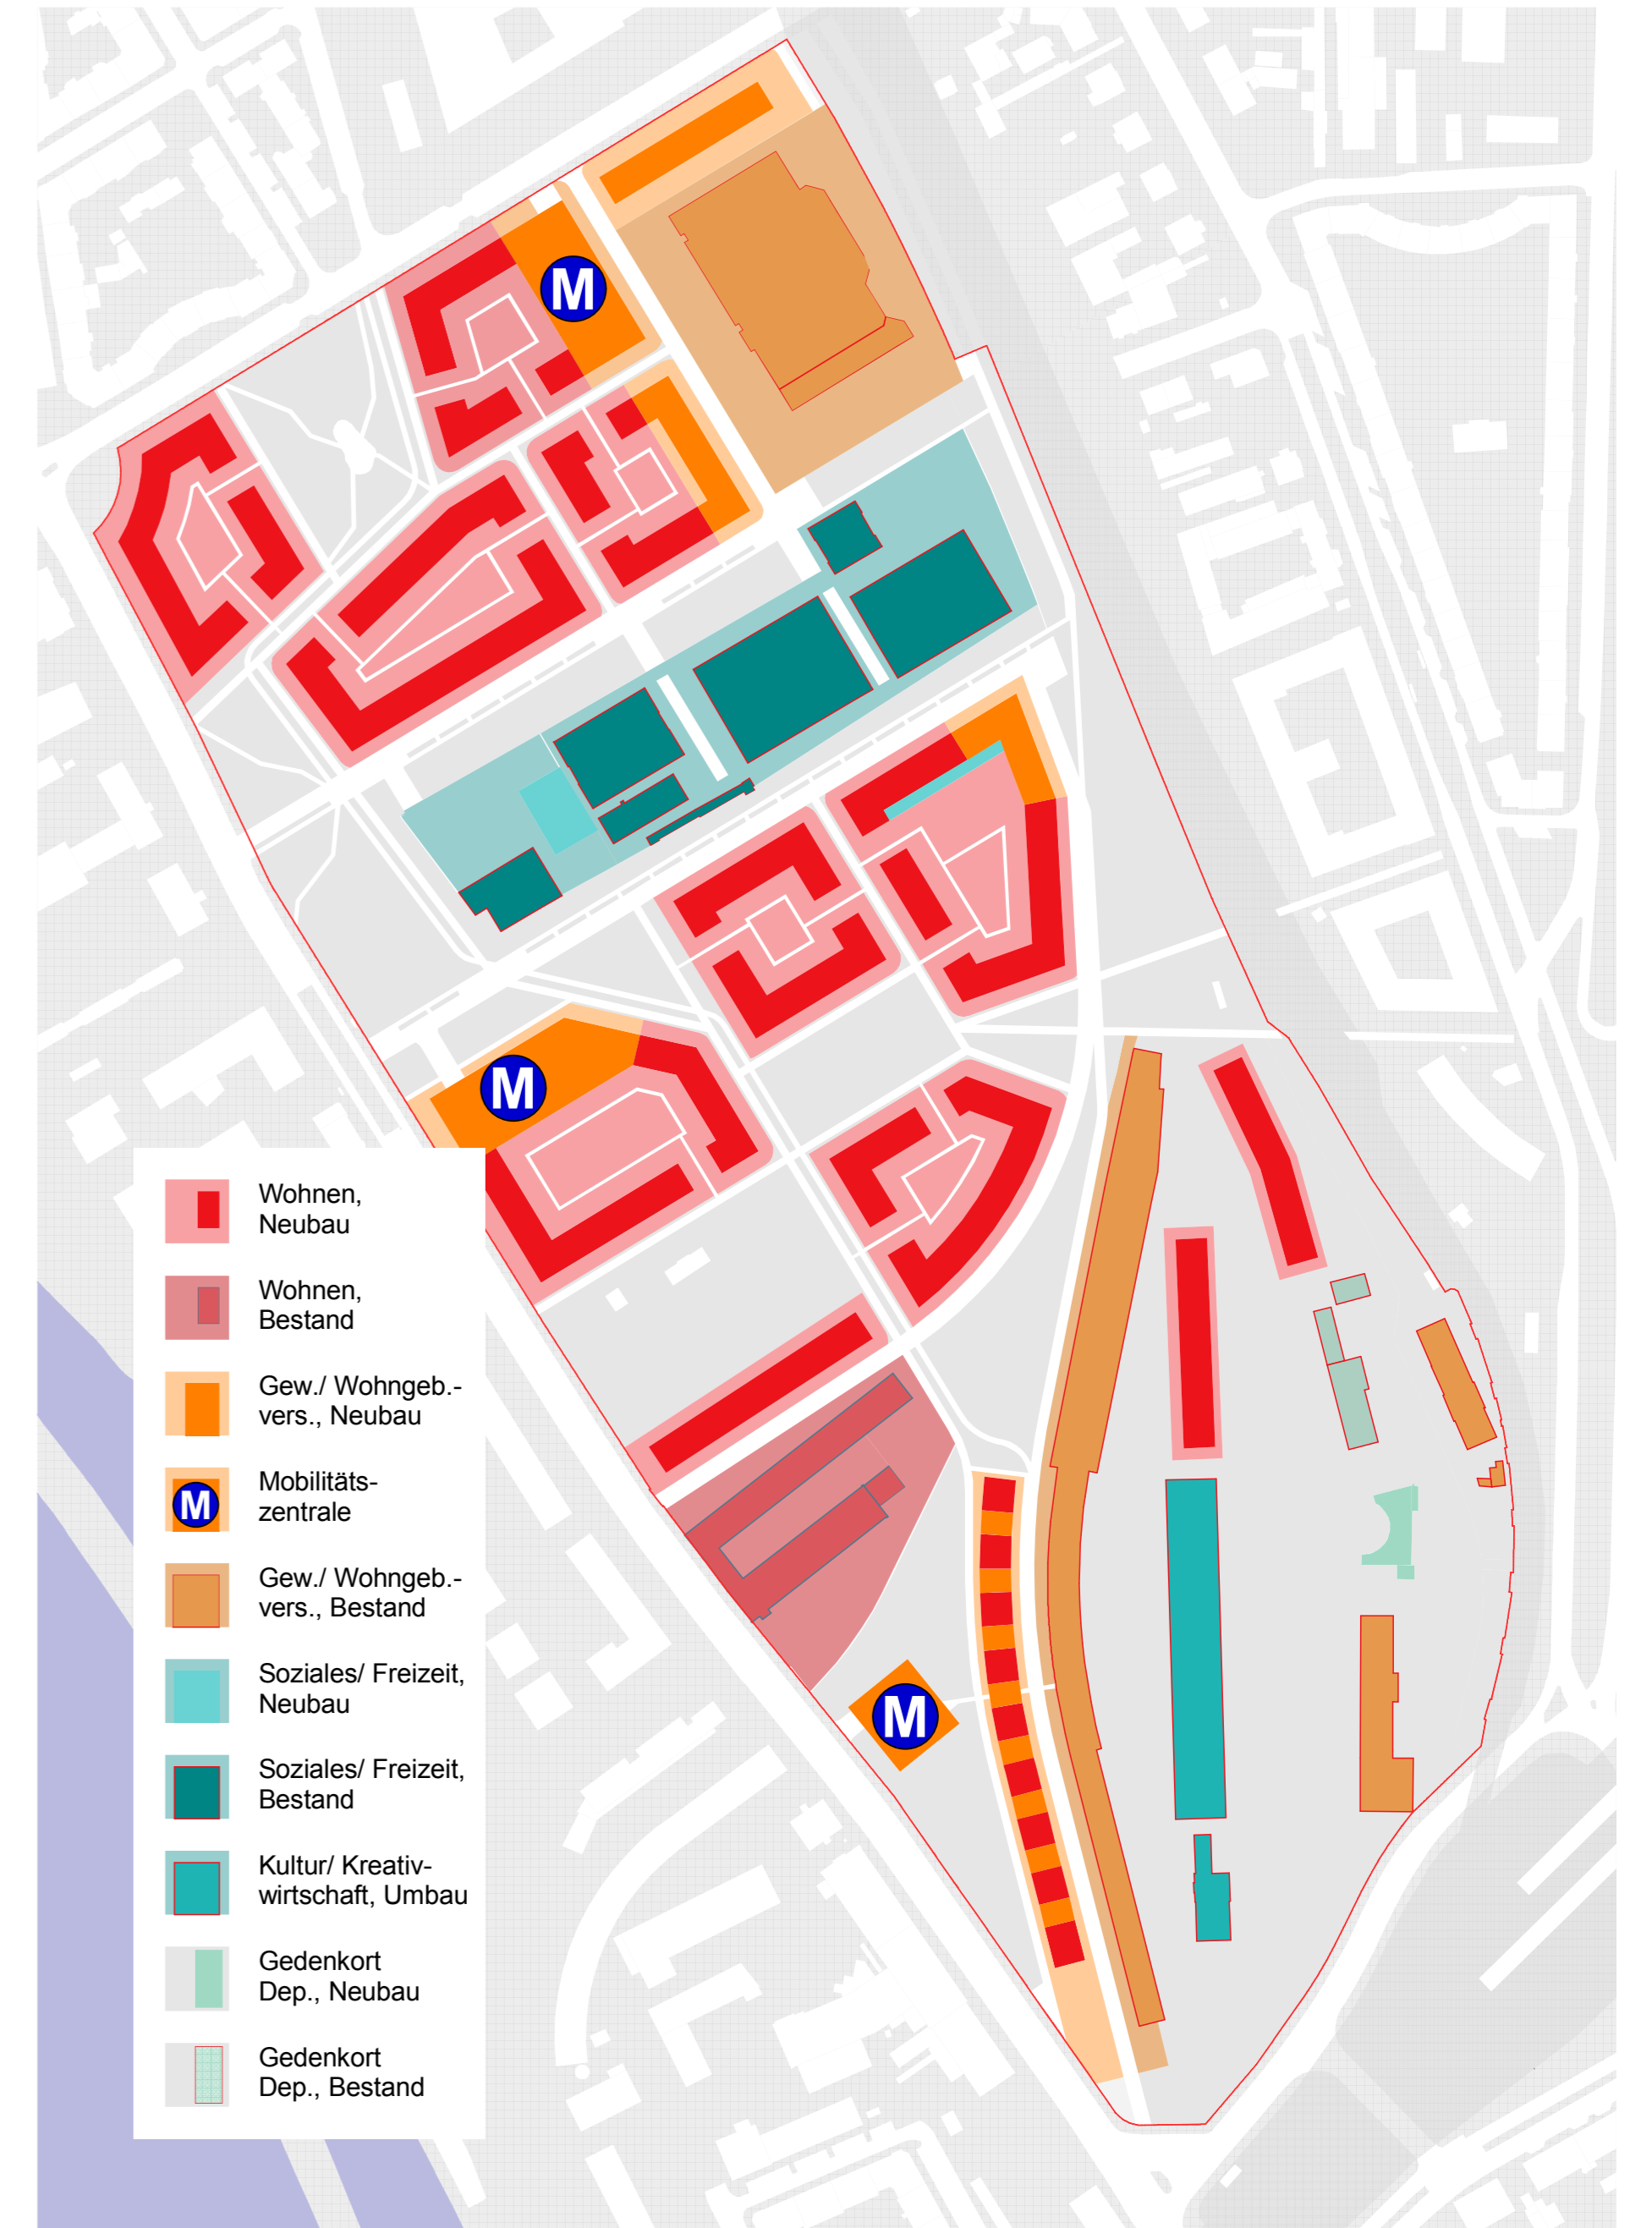 M
M
Wohnen,
Neubau
Wohnen,
Bestand
Gew./ Wohngeb.-
vers., Neubau
M
Mobilitäts-
zentrale
Gew./ Wohngeb.-
vers., Bestand
Soziales/ Freizeit,
Neubau
M
Soziales/ Freizeit,
Bestand
Kultur/ Kreativ-
wirtschaft, Umbau
Gedenkort
Dep., Neubau
Gedenkort
Dep., Bestand